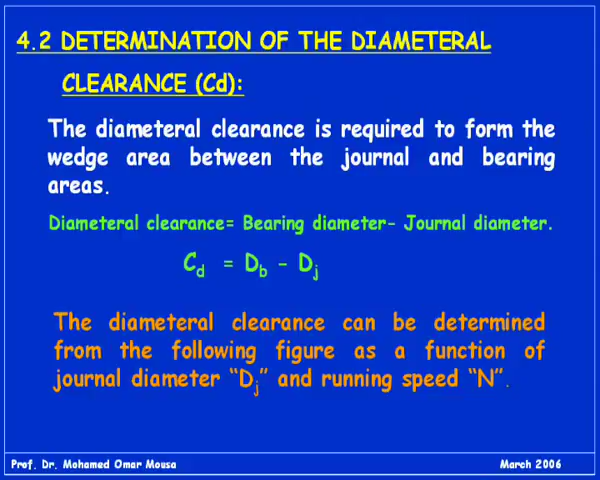 4.2 DETERMINATION OF THE DIAMETERAL
CLEARANCE (Cd):
The diameteral clearance is required to form the
wedge area between the journal and bearing
areas.
Diameteral clearance= Bearing diameter- Journal diameter.
Cd = Db - Dj
The diameteral clearance can be determined
from the following figure as a function of
journal diameter “Dj” and running speed “N”.
Prof. Dr. Mohamed Omar Mousa March 2006